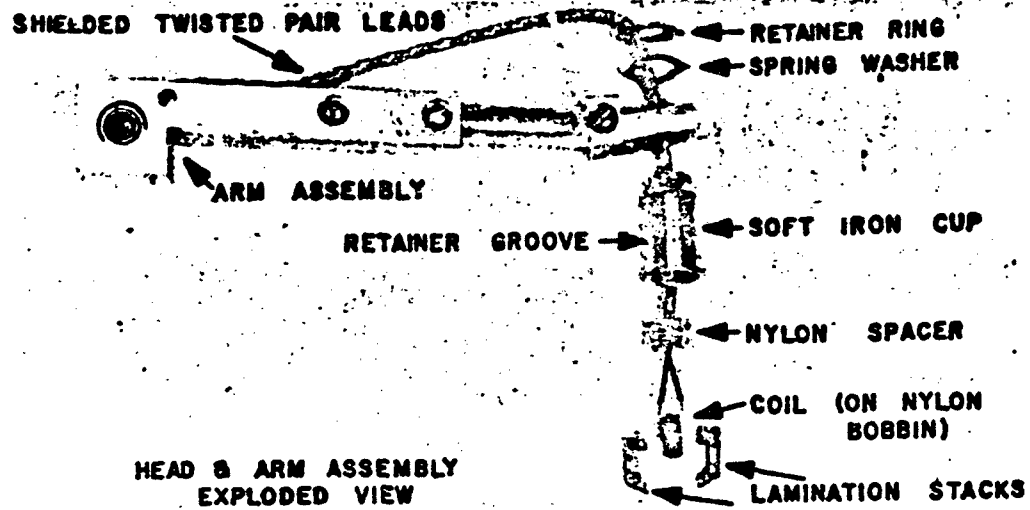 SHIELDED TWISTED PAIR LEADS
RETAINER RING
SPRING WASHER
ARM ASSEMBLY
RETAINER GROOVE
SOFT IRON CUP
NYLON SPACER
COIL (ON NYLON
BOBBIN)
HEAD & ARM ASSEMBLY
EXPLODED VIEW
LAMINATION STACKS